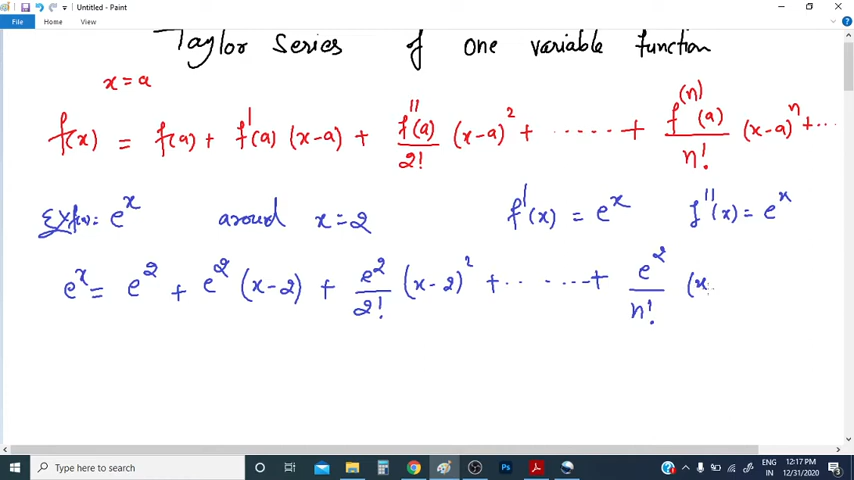 Untitled - Paint
File Home View
Taylor Series of one variable function
x = a
f(x) = f(a) + f'(a) (x-a) + f''(a)/2! (x-a)² + ...... + f⁽ⁿ⁾(a)/n! (x-a)ⁿ + ...
f(x) = eˣ around x = 2 f'(x) = eˣ f''(x) = eˣ
eˣ = e² + e² (x-2) + e²/2! (x-2)² + ...... + e²/n! (x
Type here to search
ENG 12:17 PM
IN 12/31/2020